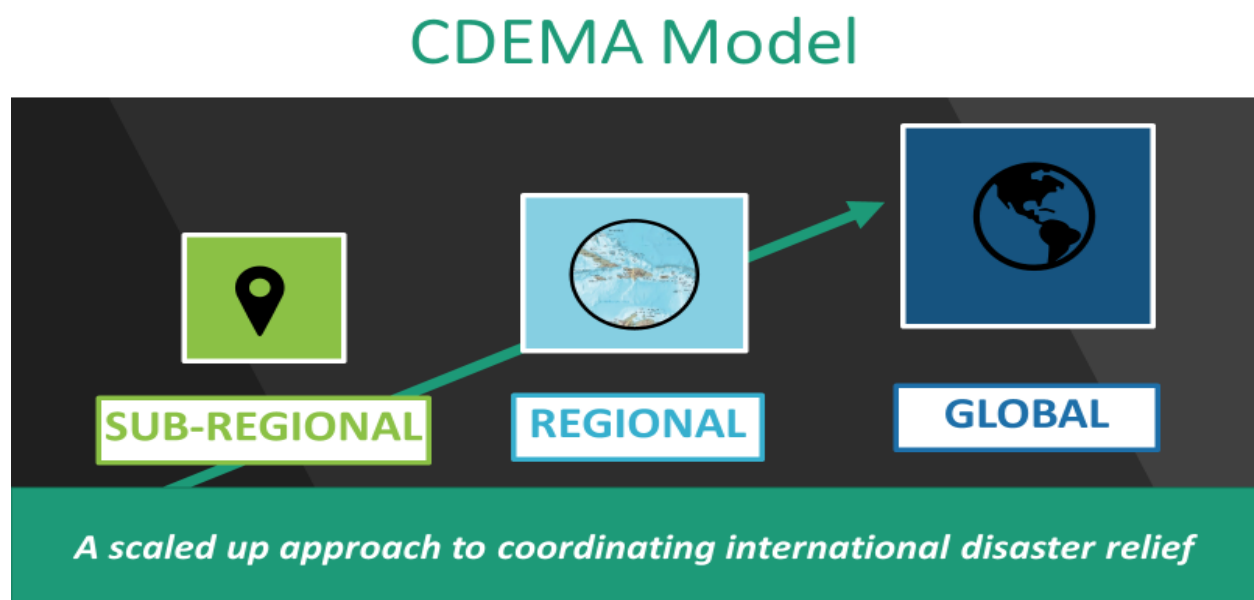 CDEMA Model
SUB-REGIONAL
REGIONAL
GLOBAL
A scaled up approach to coordinating international disaster relief